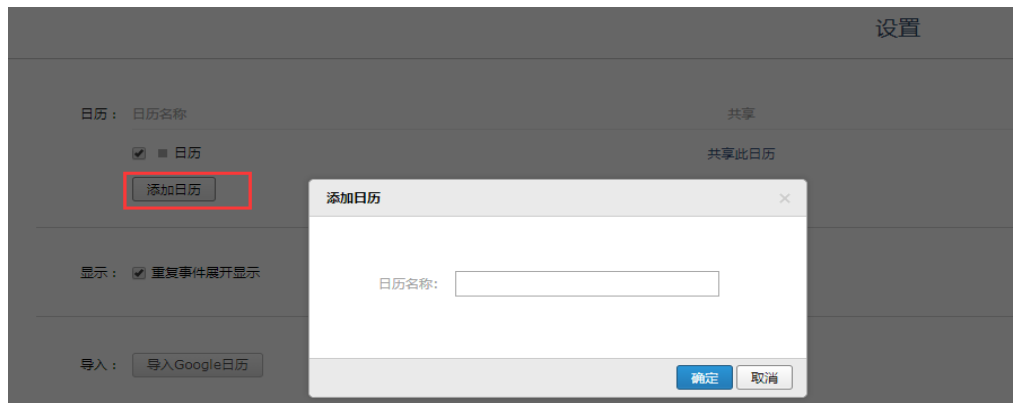 设置
日历： 日历名称 共享
日历 共享此日历
添加日历
添加日历 ×
显示： 重复事件展开显示
日历名称:
导入： 导入Google日历
确定 取消